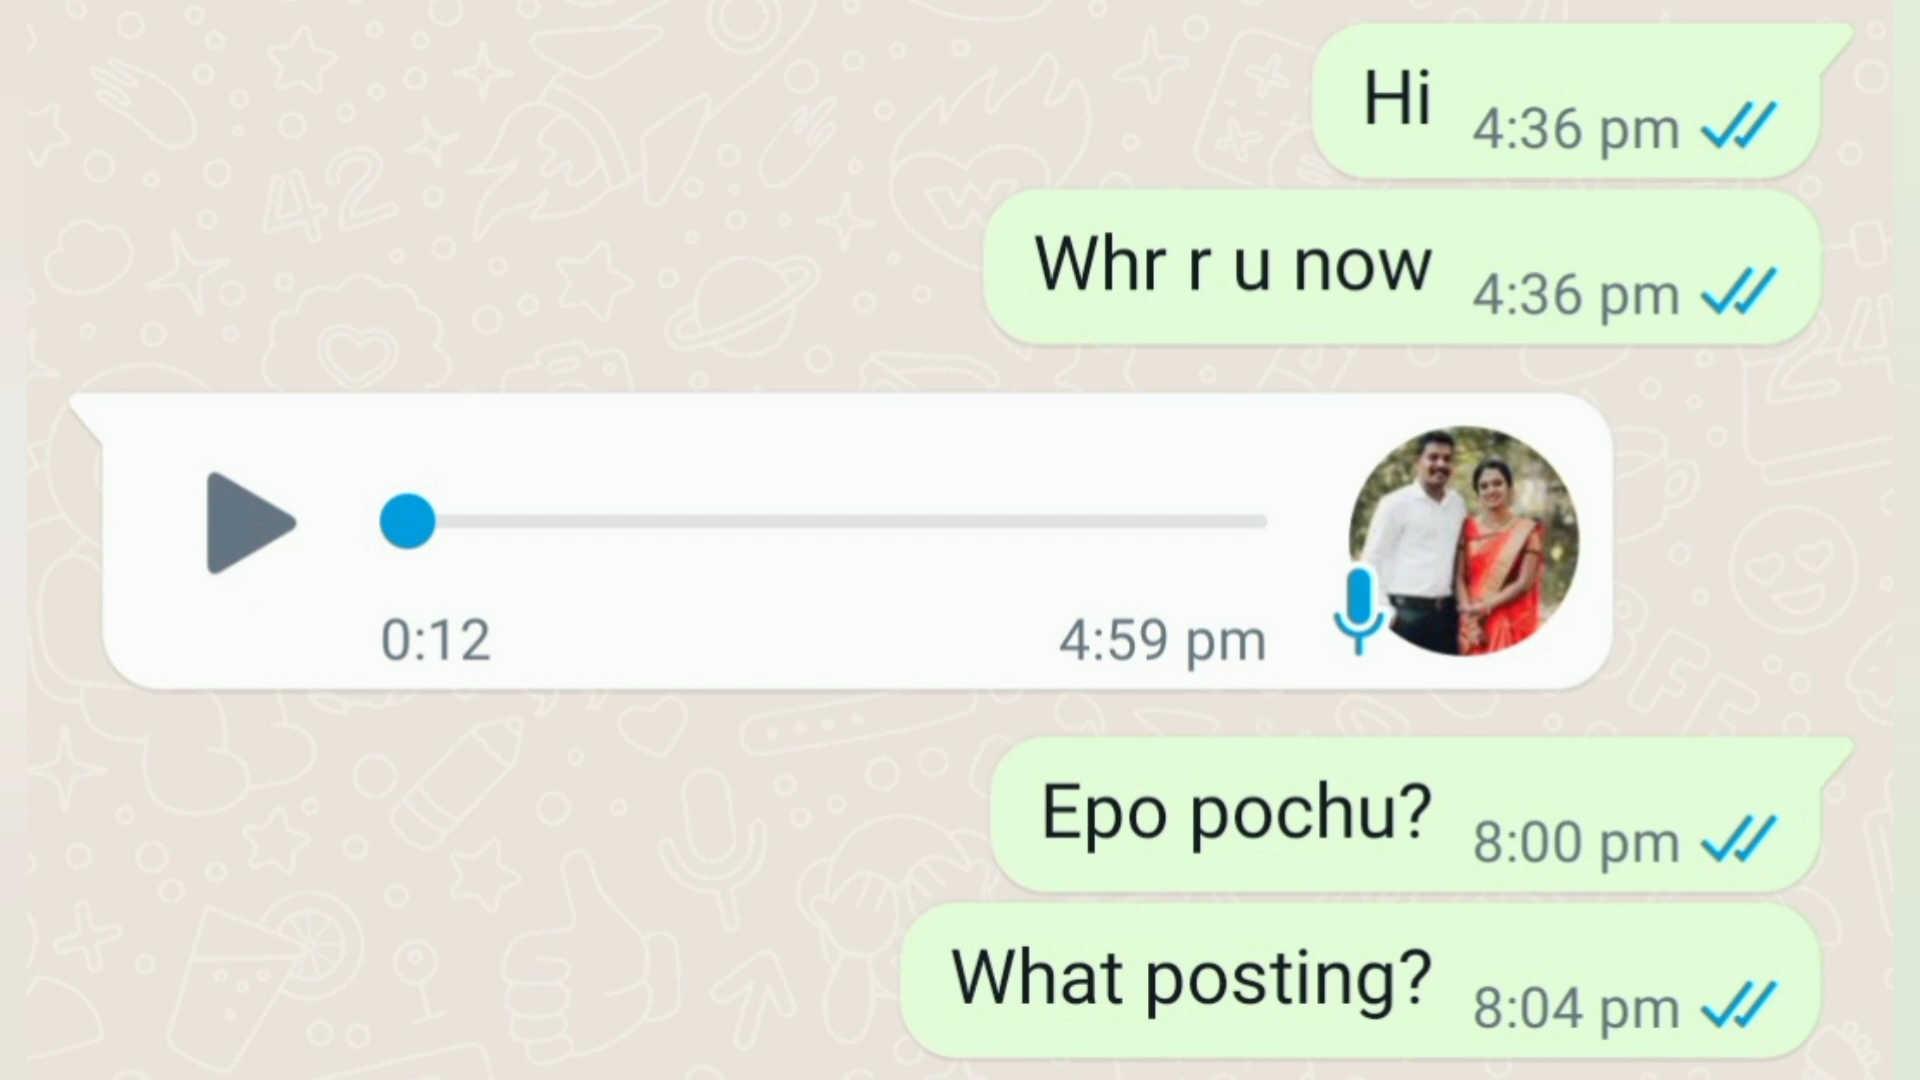 Hi 4:36 pm
Whr r u now 4:36 pm
0:12 4:59 pm
Epo pochu? 8:00 pm
What posting? 8:04 pm